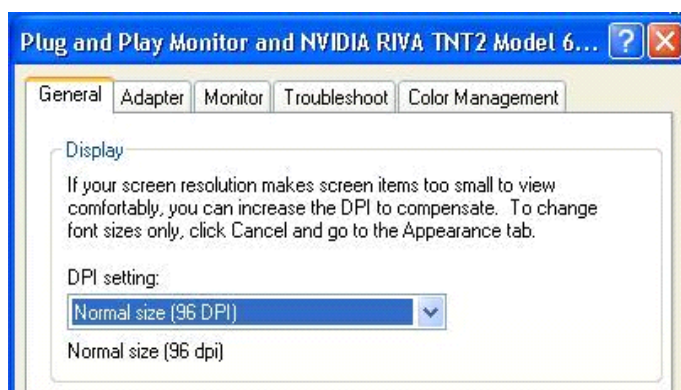 Plug and Play Monitor and NVIDIA RIVA TNT2 Model 6...
General Adapter Monitor Troubleshoot Color Management
Display
If your screen resolution makes screen items too small to view
comfortably, you can increase the DPI to compensate. To change
font sizes only, click Cancel and go to the Appearance tab.
DPI setting:
Normal size (96 DPI)
Normal size (96 dpi)